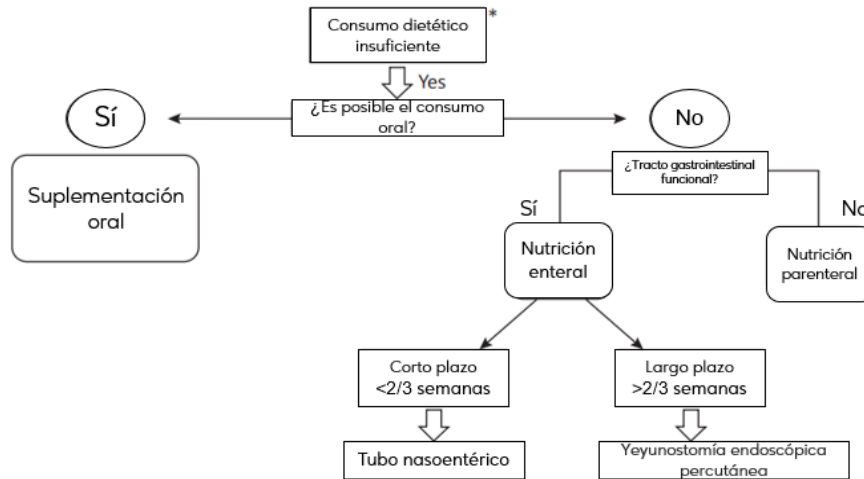 Consumo dietético *
insuficiente
Yes
Sí
¿Es posible el consumo
oral?
No
Suplementación
oral
¿Tracto gastrointestinal
funcional?
Sí
No
Nutrición
enteral
Nutrición
parenteral
Corto plazo
<2/3 semanas
Largo plazo
>2/3 semanas
Tubo nasoentérico
Yeyunostomía endoscópica
percutánea